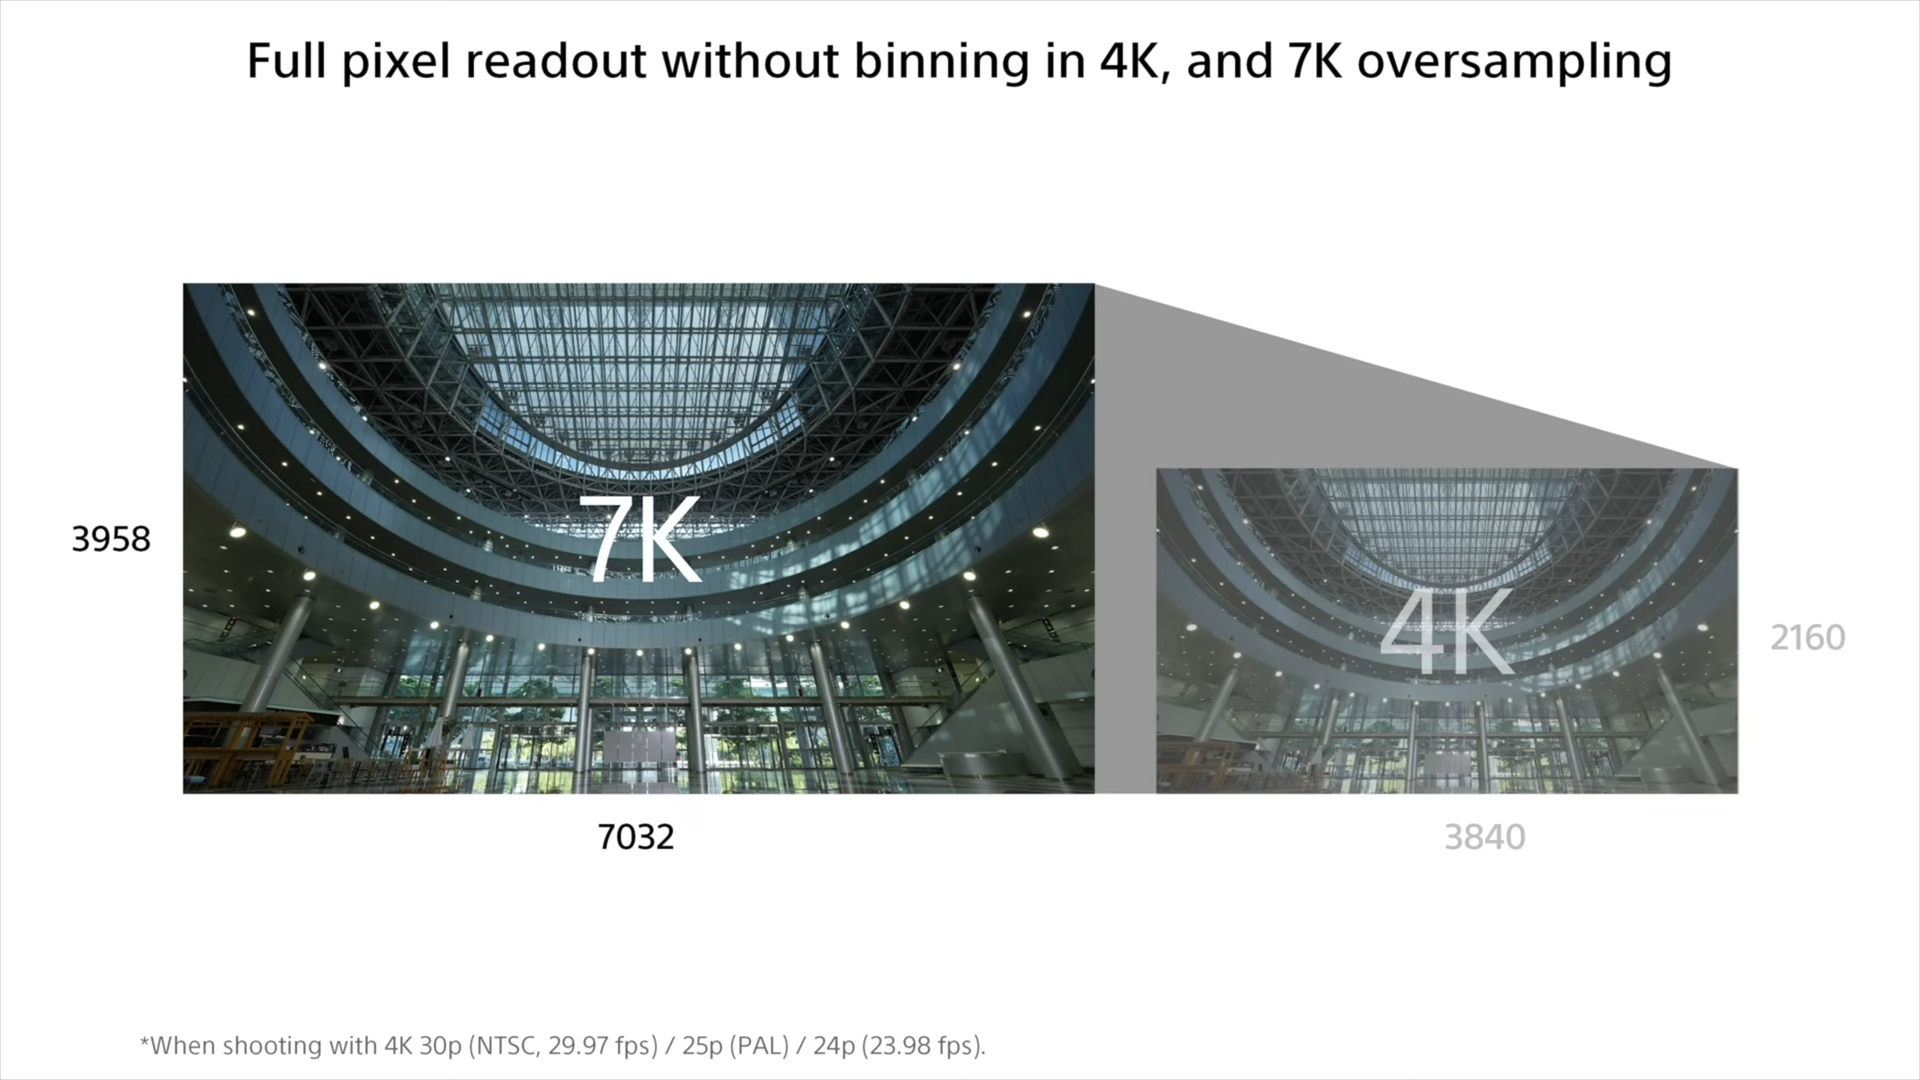 Full pixel readout without binning in 4K, and 7K oversampling
7K
3958
7032
4K
2160
3840
*When shooting with 4K 30p (NTSC, 29.97 fps) / 25p (PAL) / 24p (23.98 fps).